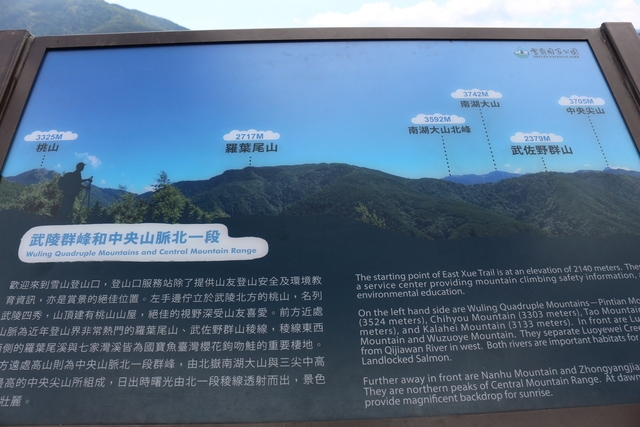 雪霸國家公園
3742M
南湖大山
3705M
中央尖山
3592M
南湖大山北峰
3325M
桃山
2717M
羅葉尾山
2379M
武佐野群山
武陵群峰和中央山脈北一段
Wuling Quadruple Mountains and Central Mountain Range
歡迎來到雪山登山口,登山口服務站除了提供山友登山安全及環境教
育資訊,亦是賞景的絕佳位置。左手邊佇立於武陵北方的桃山,名列
武陵四秀,山頂建有桃山山屋,絕佳的視野深受山友喜愛。前方近處
山脈為近年登山界非常熱門的羅葉尾山、武佐野群山稜線,稜線東西
兩側的羅葉尾溪與七家灣溪皆為國寶魚臺灣櫻花鉤吻鮭的重要棲地。
方遠處高山則為中央山脈北一段群峰,由北嶽南湖大山與三尖中高
最高的中央尖山所組成,日出時曙光由北一段稜線透射而出,景色
壯麗。
The starting point of East Xue Trail is at an elevation of 2140 meters. The
a service center providing mountain climbing safety information, a
environmental education.
On the left hand side are Wuling Quadruple Mountains—Pintian Mo
(3524 meters), Chihyou Mountain (3303 meters), Tao Mountain
meters), and Kalahei Mountain (3133 meters). In front are Lu
Mountain and Wuzuoye Mountain. They separate Luoyewei Cree
from Qijiawan River in west. Both rivers are important habitats for
Landlocked Salmon.
Further away in front are Nanhu Mountain and Zhongyangjia
They are northern peaks of Central Mountain Range. At dawn
provide magnificent backdrop for sunrise.